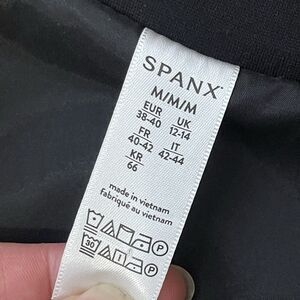 SPANX
M/M/M
EUR UK
38-40 12-14
FR IT
40-42 42-44
KR
66
made in vietnam
fabriqué au vietnam
P
30 P